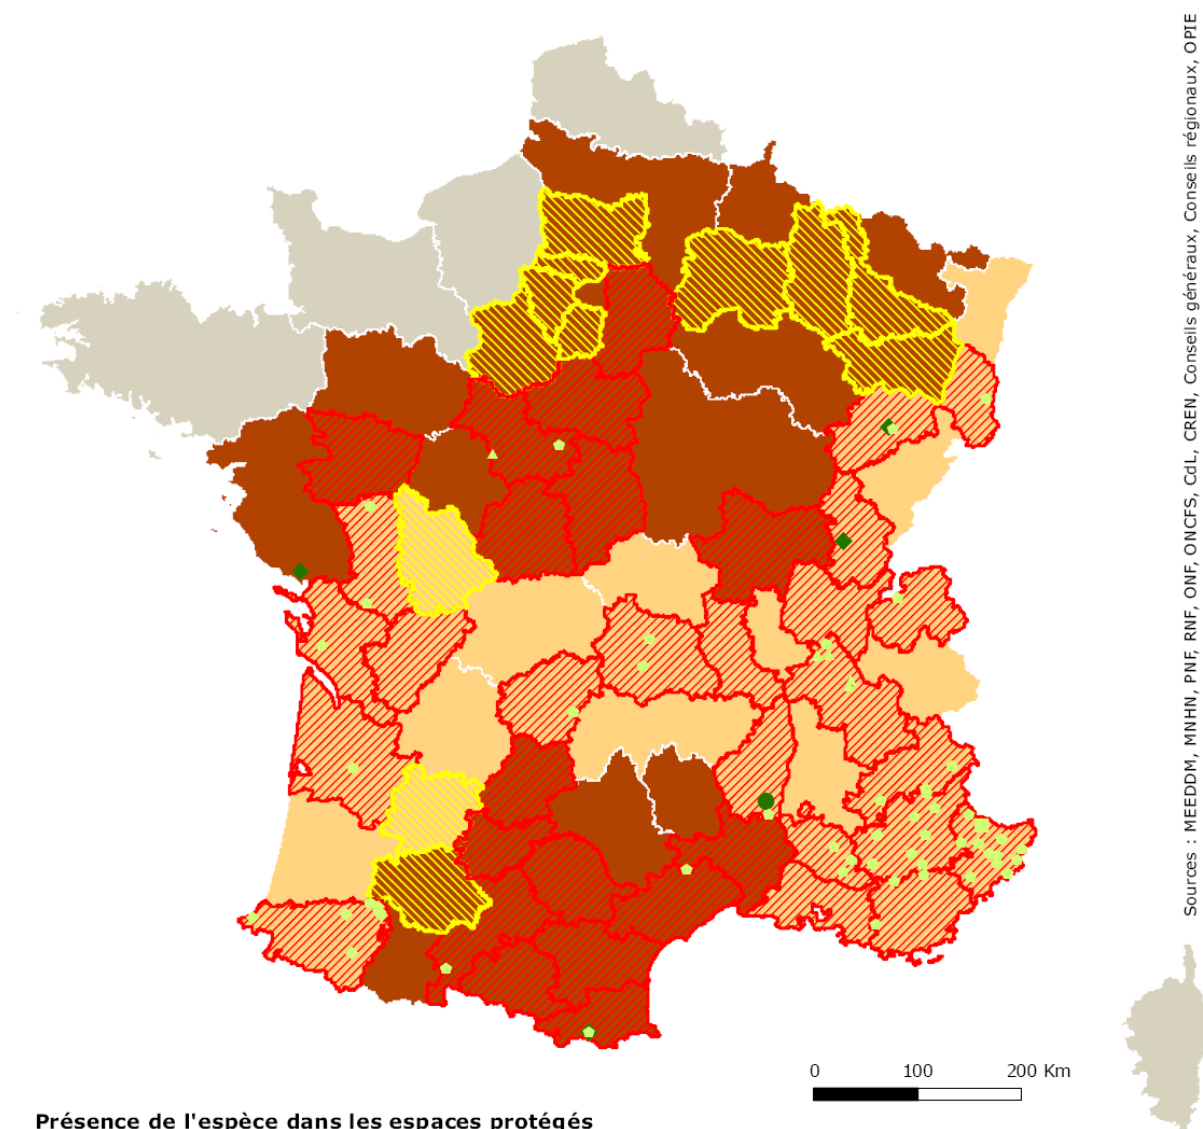 Sources : MEEDDM, MNHN, PNF, RNF, ONF, ONCFS, CdL, CREN, Conseils généraux, Conseils régionaux, OPIE
0 100 200 Km
Présence de l'espèce dans les espaces protégés